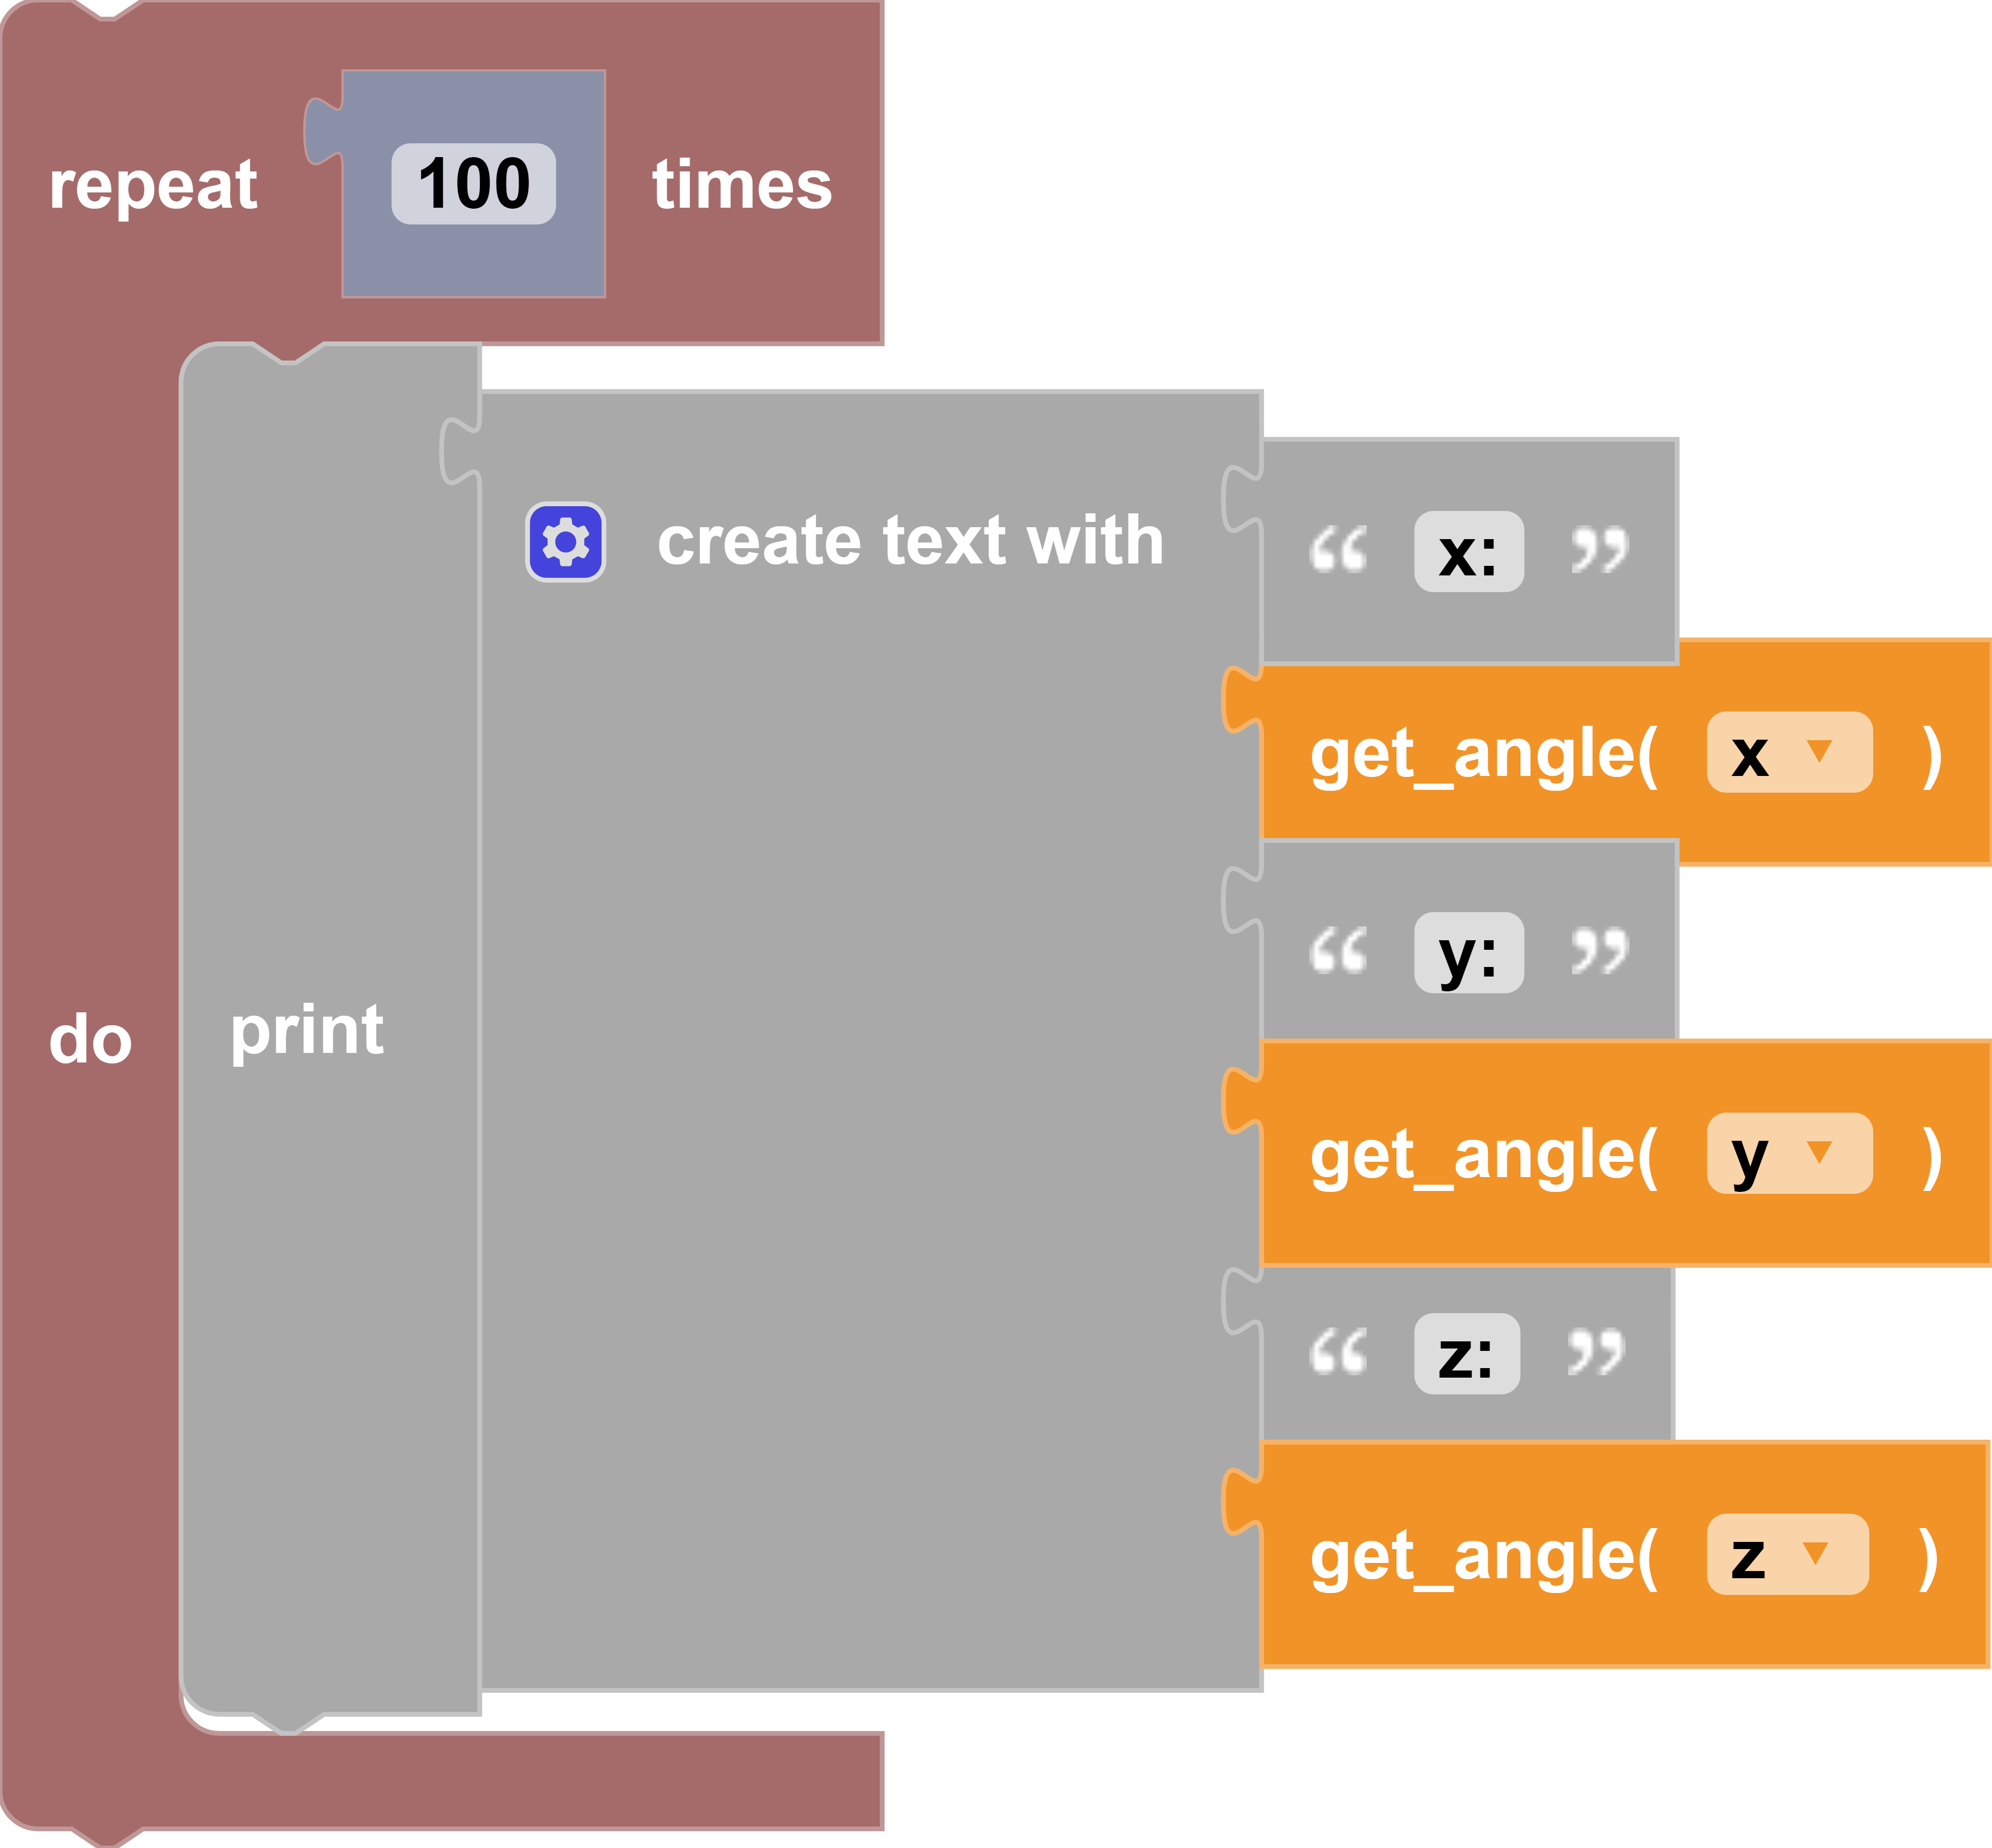 repeat 100 times
create text with “ x: ”
get_angle( x ▼ )
“ y: ”
do print
get_angle( y ▼ )
“ z: ”
get_angle( z ▼ )